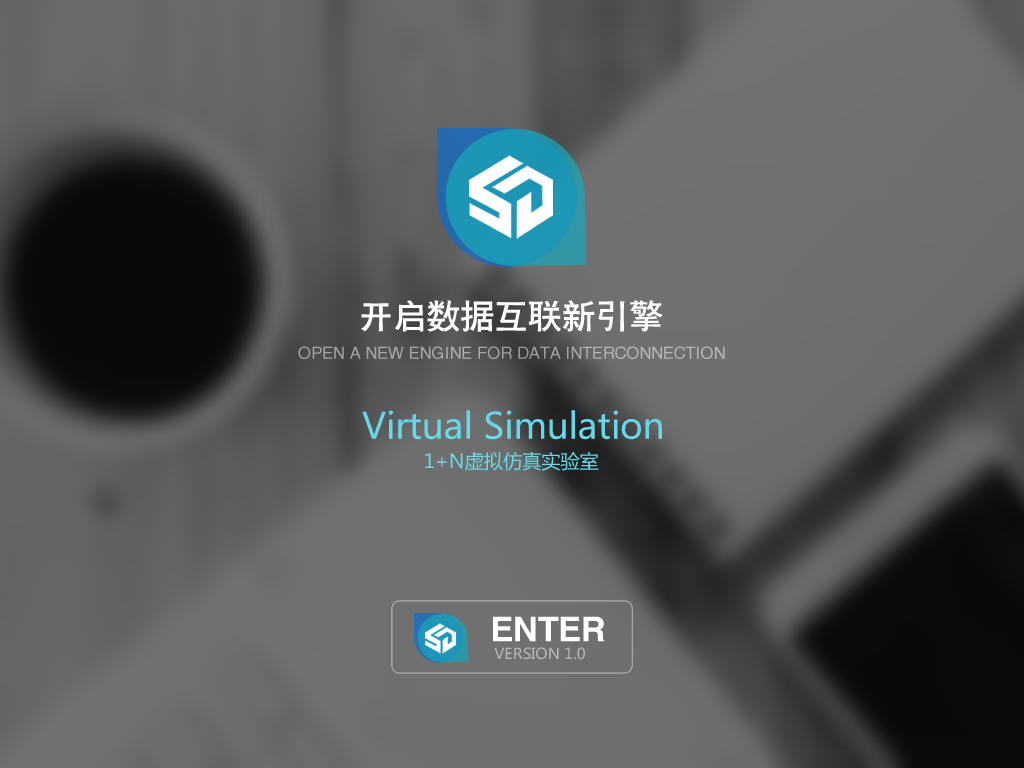 开启数据互联新引擎
OPEN A NEW ENGINE FOR DATA INTERCONNECTION
Virtual Simulation
1+N虚拟仿真实验室
ENTER
VERSION 1.0